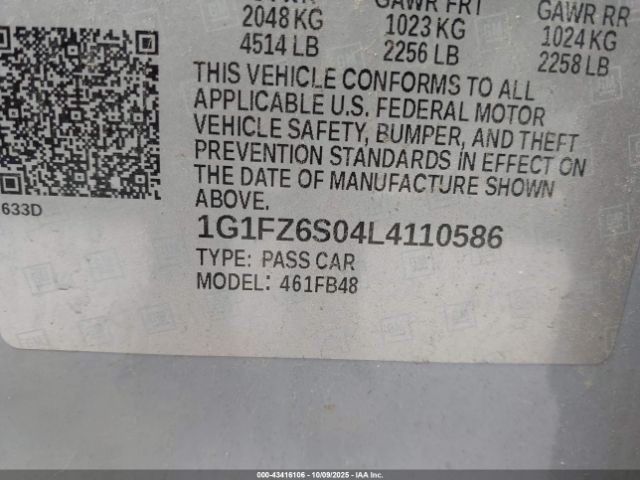 GAWR FRT
GAWR RR
2048 KG
1023 KG
1024 KG
4514 LB
2256 LB
2258 LB
THIS VEHICLE CONFORMS TO ALL
APPLICABLE U.S. FEDERAL MOTOR
VEHICLE SAFETY, BUMPER, AND THEFT
PREVENTION STANDARDS IN EFFECT ON
THE DATE OF MANUFACTURE SHOWN
ABOVE.
633D
1G1FZ6S04L4110586
TYPE: PASS CAR
MODEL: 461FB48
000-43416106 - 10/09/2025 - COPART